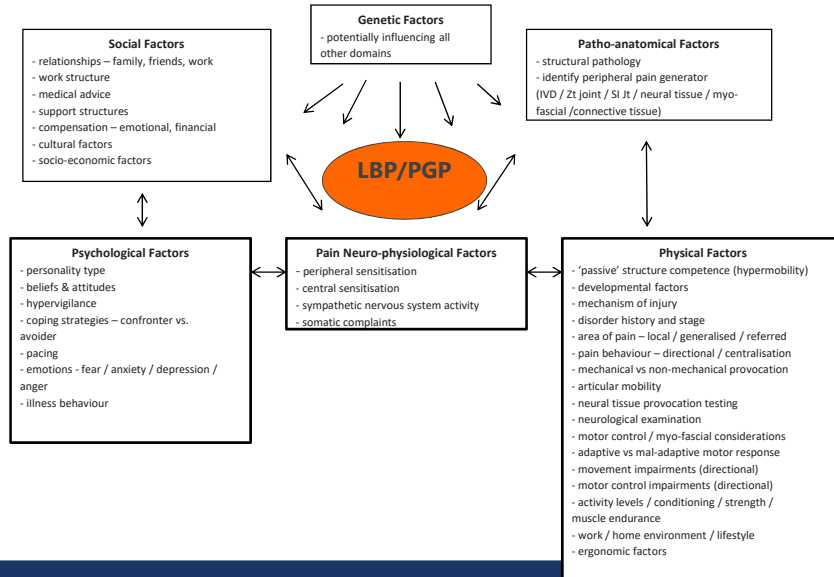 Genetic Factors
- potentially influencing all
other domains
Social Factors
- relationships – family, friends, work
- work structure
- medical advice
- support structures
- compensation – emotional, financial
- cultural factors
- socio-economic factors
Patho-anatomical Factors
- structural pathology
- identify peripheral pain generator
(IVD / Zt joint / SI Jt / neural tissue / myo-
fascial /connective tissue)
LBP/PGP
Psychological Factors
- personality type
- beliefs & attitudes
- hypervigilance
- coping strategies – confronter vs.
avoider
- pacing
- emotions - fear / anxiety / depression /
anger
- illness behaviour
Pain Neuro-physiological Factors
- peripheral sensitisation
- central sensitisation
- sympathetic nervous system activity
- somatic complaints
Physical Factors
- ‘passive’ structure competence (hypermobility)
- developmental factors
- mechanism of injury
- disorder history and stage
- area of pain – local / generalised / referred
- pain behaviour – directional / centralisation
- mechanical vs non-mechanical provocation
- articular mobility
- neural tissue provocation testing
- neurological examination
- motor control / myo-fascial considerations
- adaptive vs mal-adaptive motor response
- movement impairments (directional)
- motor control impairments (directional)
- activity levels / conditioning / strength /
muscle endurance
- work / home environment / lifestyle
- ergonomic factors